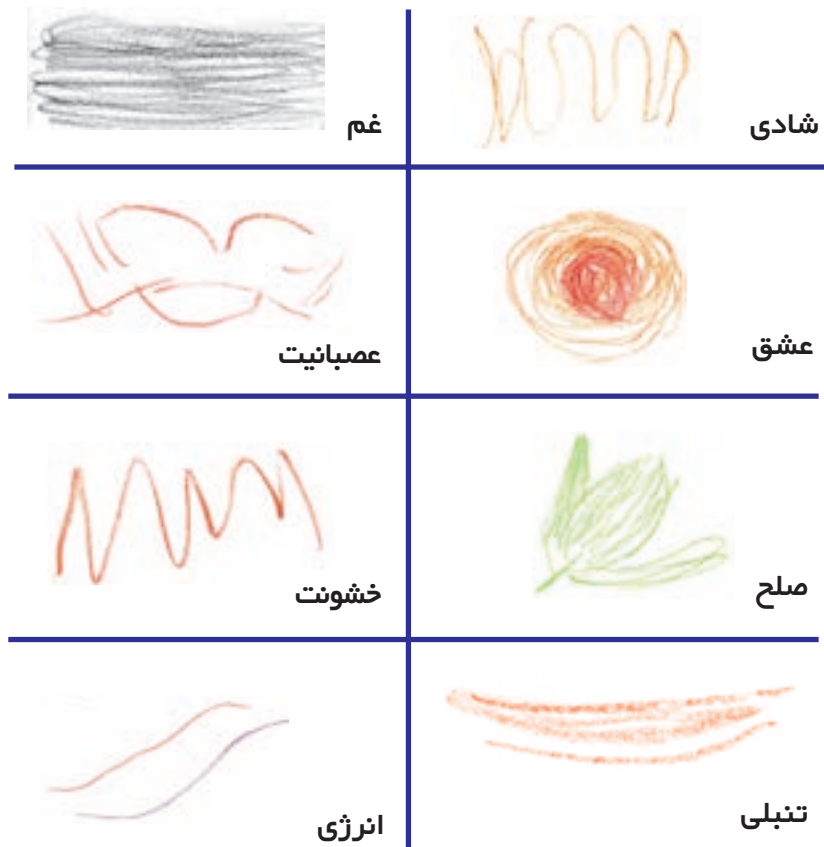 شادی
غم
عشق
عصبانیت
صلح
خشونت
تنبلی
انرژی